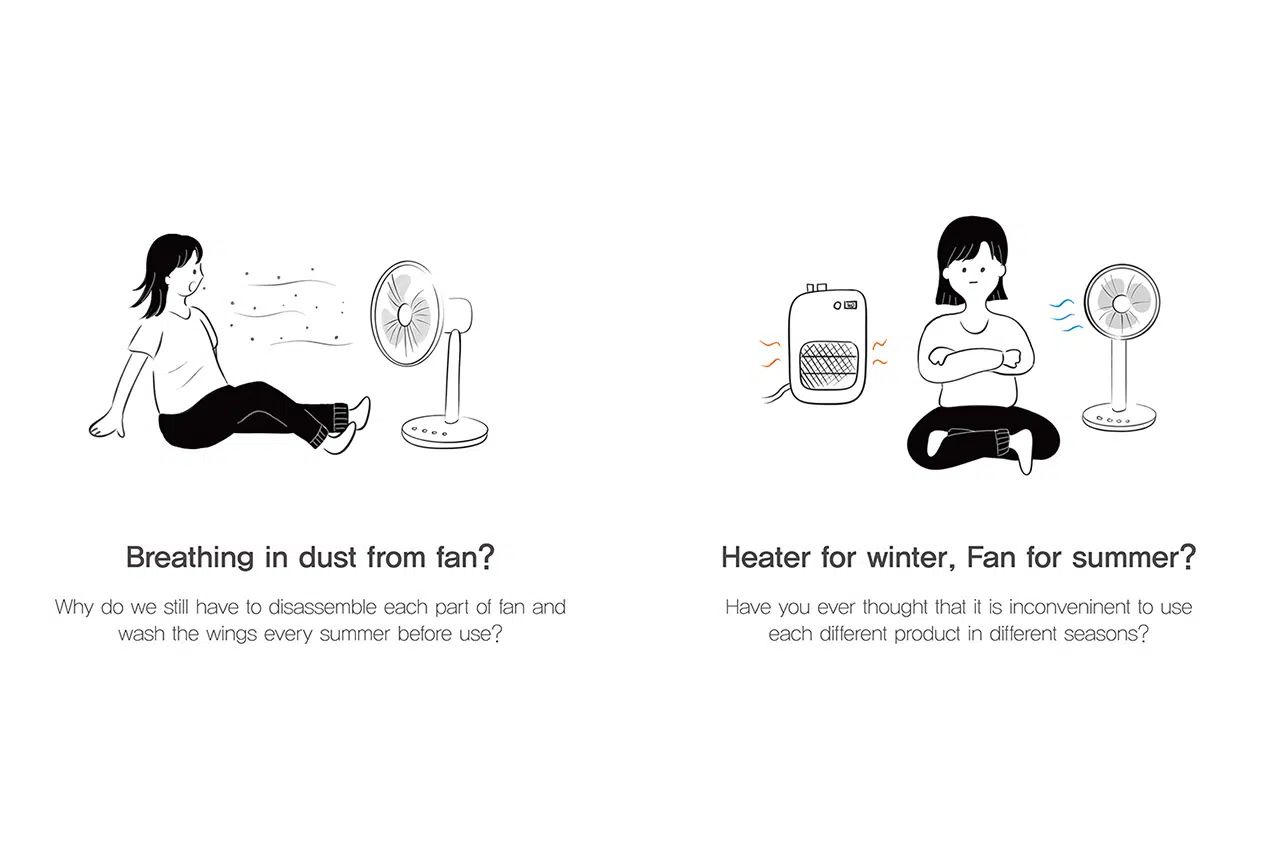 Breathing in dust from fan?
Why do we still have to disassemble each part of fan and
wash the wings every summer before use?
Heater for winter, Fan for summer?
Have you ever thought that it is inconveninent to use
each different product in different seasons?